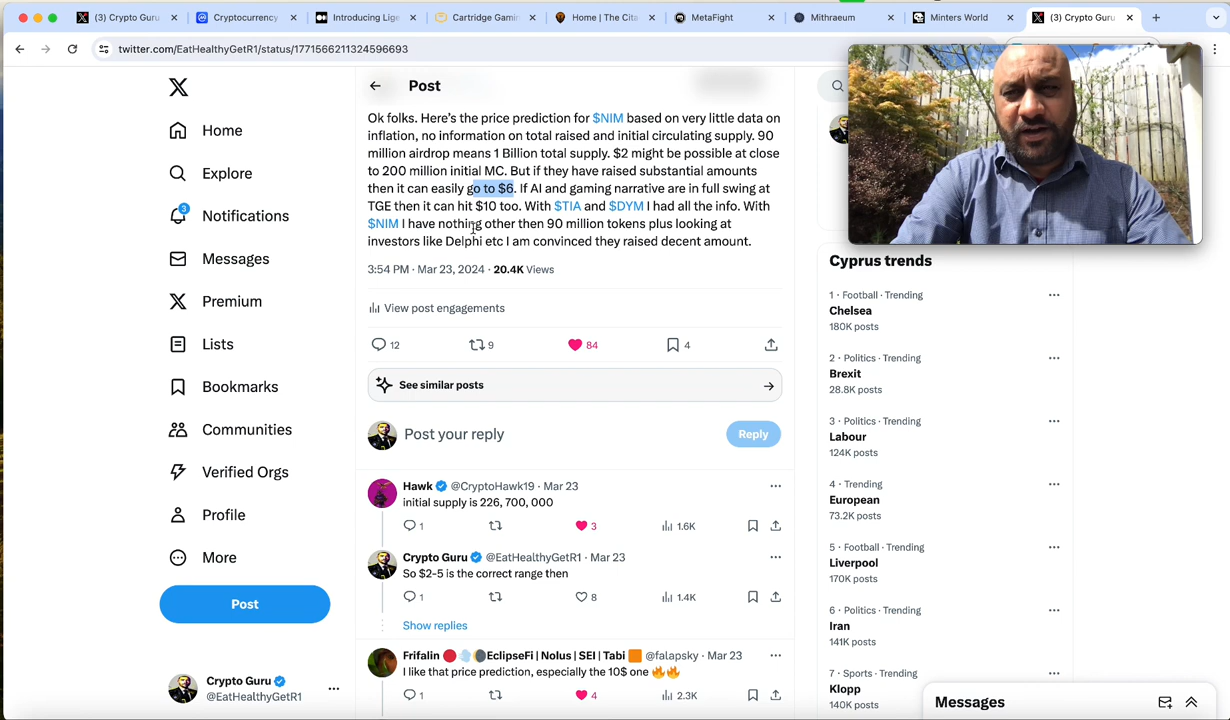 (3) Crypto Guru
Cryptocurrency
Introducing Lige
Cartridge Gamin
Home | The Cita
MetaFight
Mithraeum
Minters World
(3) Crypto Guru
twitter.com/EatHealthyGetR1/status/1771566211324596693
Home
Explore
3
Notifications
Messages
Premium
Lists
Bookmarks
Communities
Verified Orgs
Profile
More
Post
Crypto Guru
@EatHealthyGetR1
Post
Ok folks. Here's the price prediction for $NIM based on very little data on
inflation, no information on total raised and initial circulating supply. 90
million airdrop means 1 Billion total supply. $2 might be possible at close
to 200 million initial MC. But if they have raised substantial amounts
then it can easily go to $6. If AI and gaming narrative are in full swing at
TGE then it can hit $10 too. With $TIA and $DYM I had all the info. With
$NIM I have nothing other then 90 million tokens plus looking at
investors like Delphi etc I am convinced they raised decent amount.
3:54 PM · Mar 23, 2024 · 20.4K Views
View post engagements
12 9 84 4
See similar posts
Post your reply
Reply
Hawk @CryptoHawk19 · Mar 23
initial supply is 226, 700, 000
1 3 1.6K
Crypto Guru @EatHealthyGetR1 · Mar 23
So $2-5 is the correct range then
1 8 1.4K
Show replies
Frifalin EclipseFi | Nolus | SEI | Tabi @falapsky · Mar 23
I like that price prediction, especially the 10$ one 🔥🔥
1 4 2.3K
Cyprus trends
1 · Football · Trending
Chelsea
180K posts
2 · Politics · Trending
Brexit
28.8K posts
3 · Politics · Trending
Labour
124K posts
4 · Trending
European
73.2K posts
5 · Football · Trending
Liverpool
170K posts
6 · Politics · Trending
Iran
141K posts
7 · Sports · Trending
Klopp
140K posts
Messages